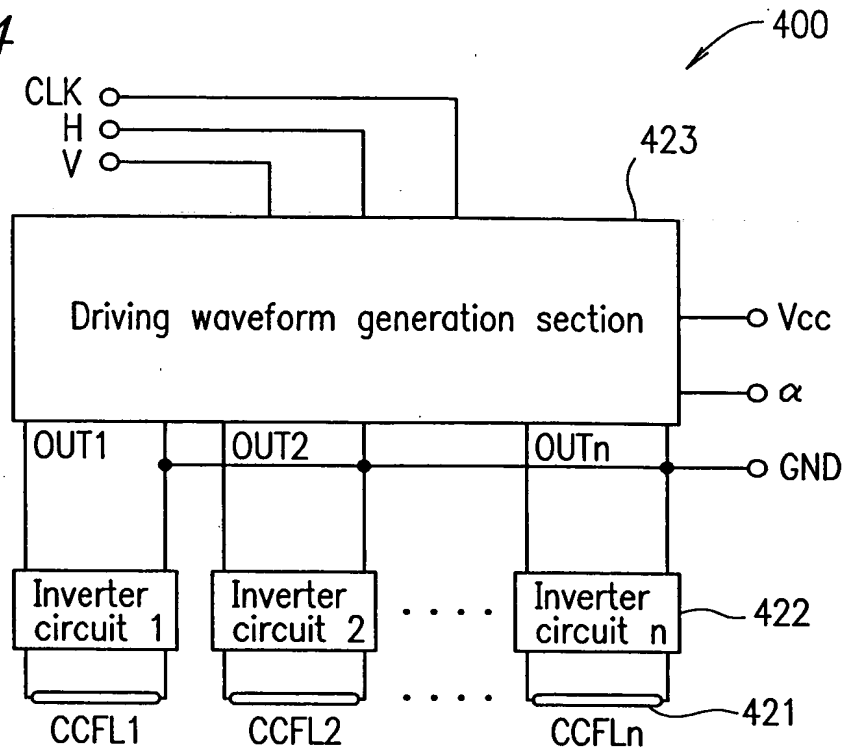 4
400
CLK
H
V
423
Driving waveform generation section
Vcc
α
OUT1
OUT2
OUTn
GND
Inverter
circuit 1
Inverter
circuit 2
. . . .
Inverter
circuit n
422
. . . .
421
CCFL1
CCFL2
CCFLn